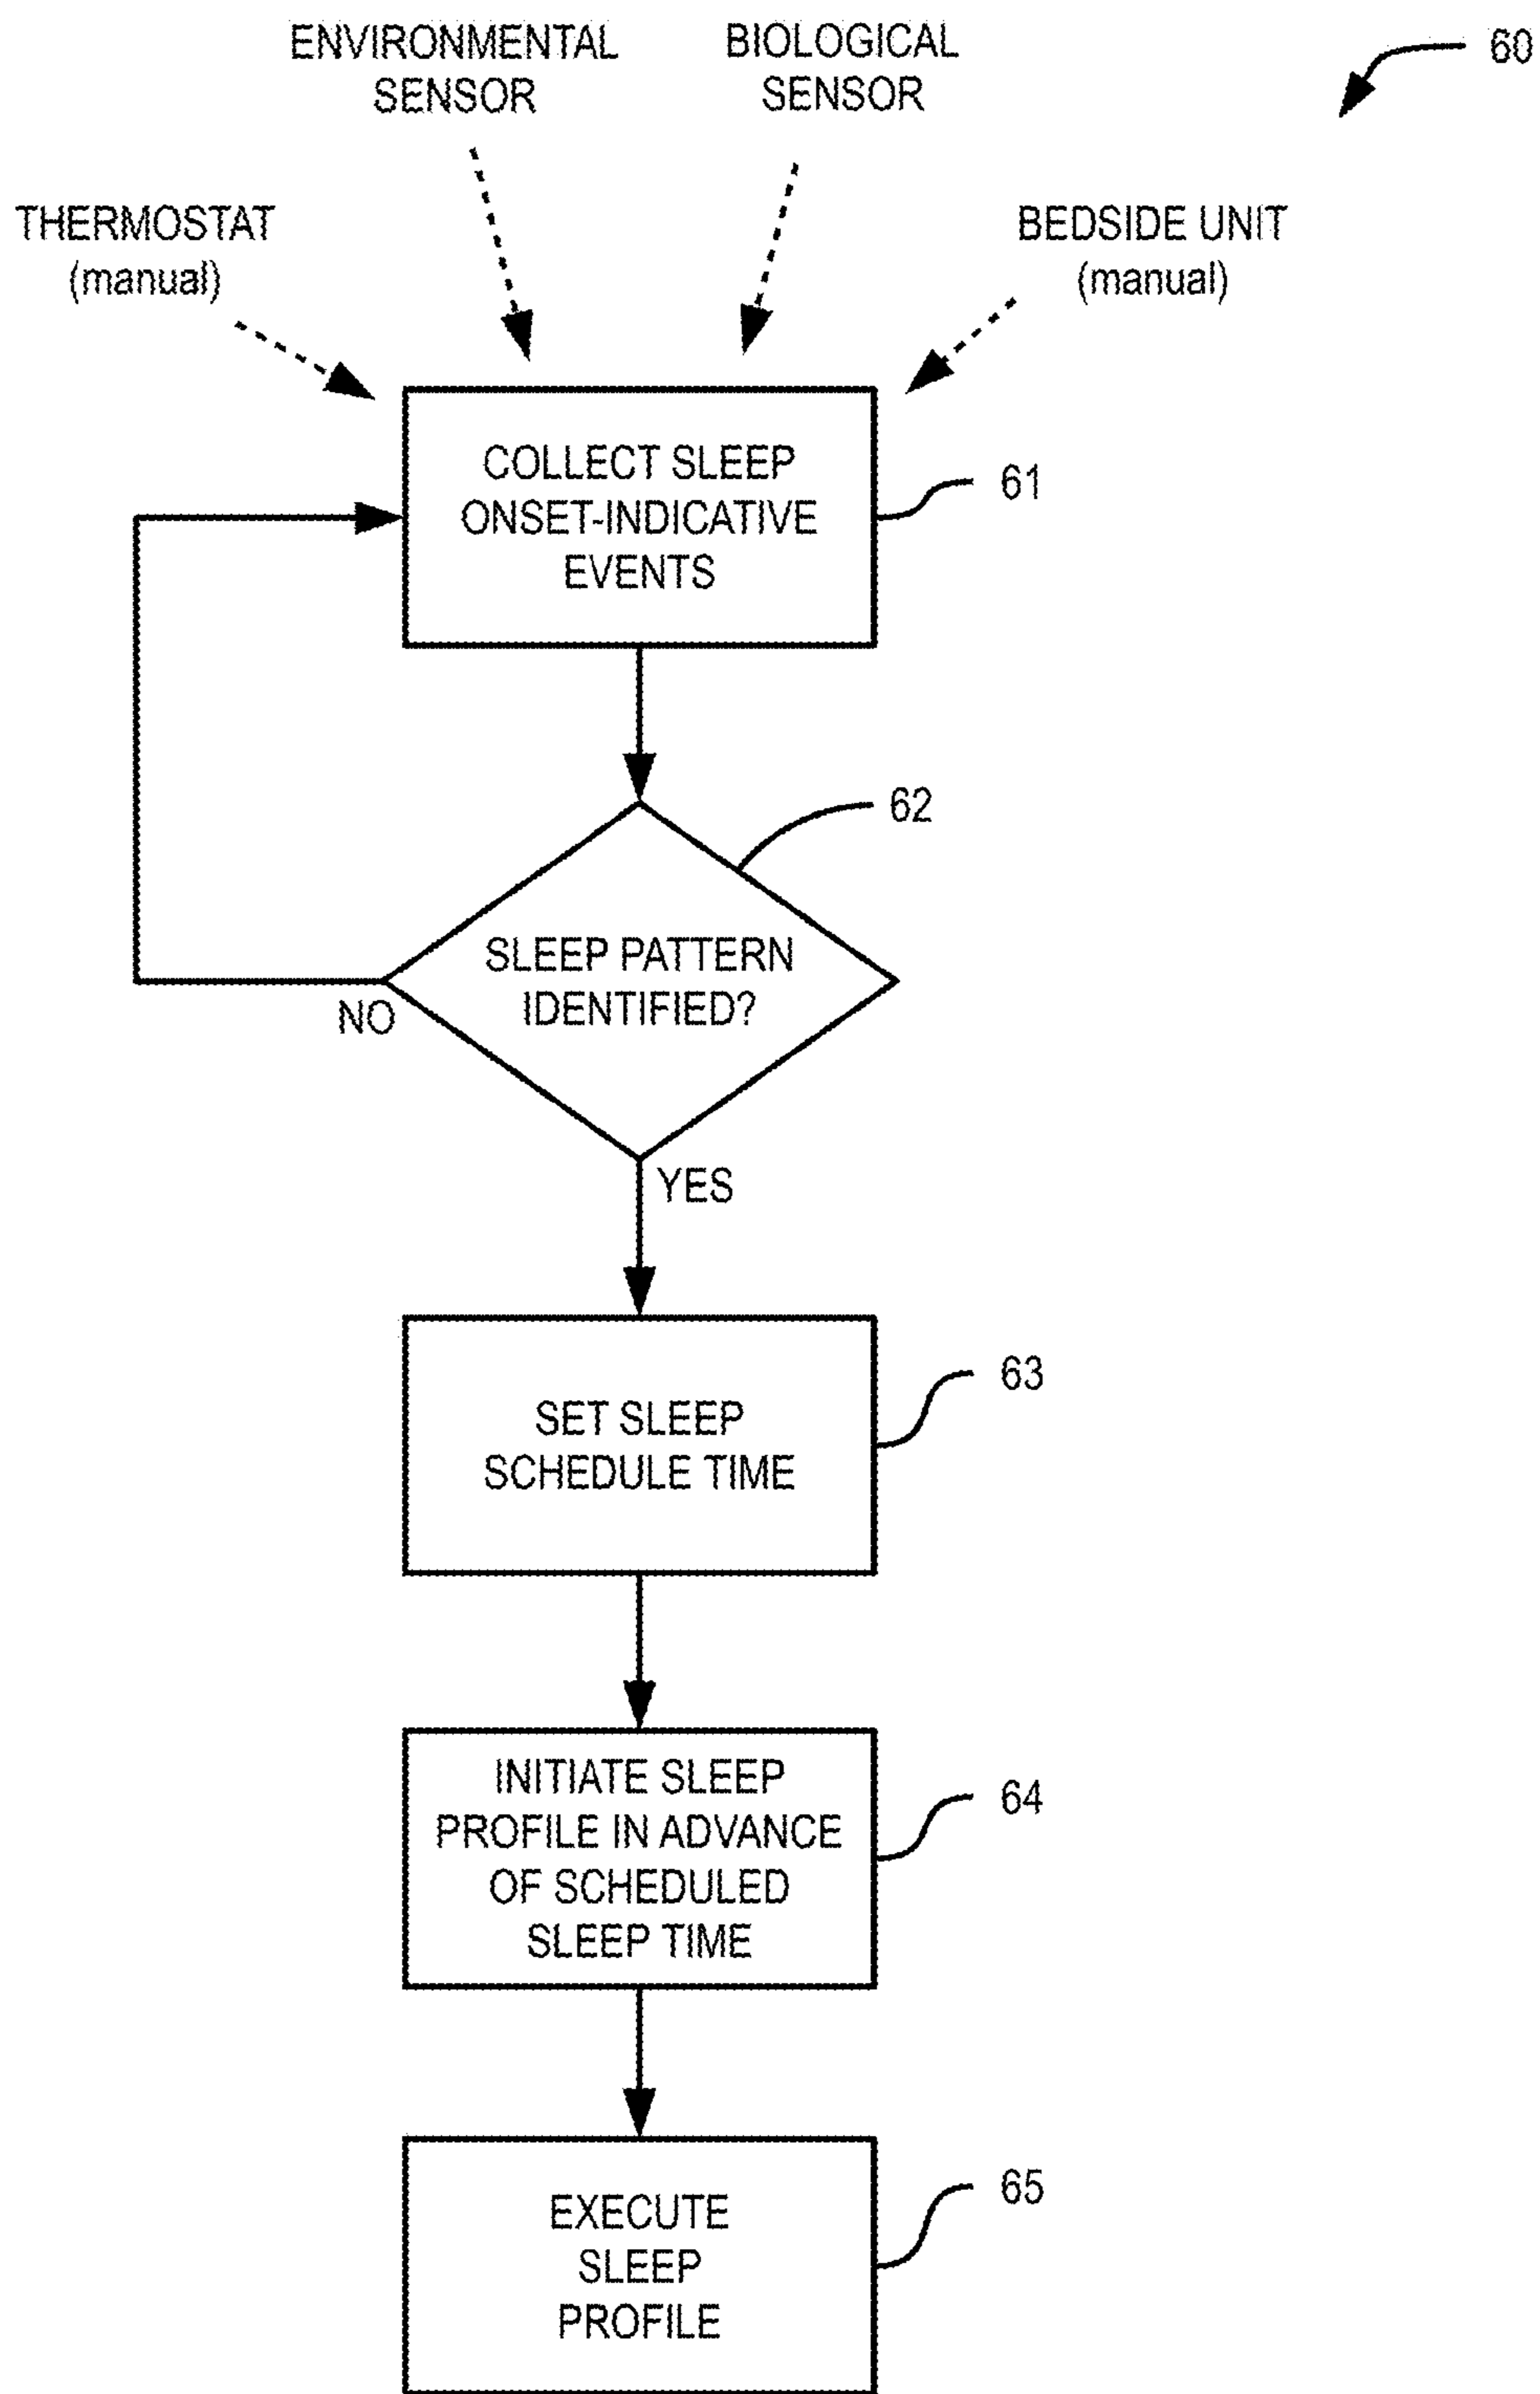 ENVIRONMENTAL
SENSOR
BIOLOGICAL
SENSOR
60
THERMOSTAT
(manual)
BEDSIDE UNIT
(manual)
COLLECT SLEEP
ONSET-INDICATIVE
EVENTS
61
62
SLEEP PATTERN
IDENTIFIED?
NO
YES
SET SLEEP
SCHEDULE TIME
63
INITIATE SLEEP
PROFILE IN ADVANCE
OF SCHEDULED
SLEEP TIME
64
EXECUTE
SLEEP
PROFILE
65